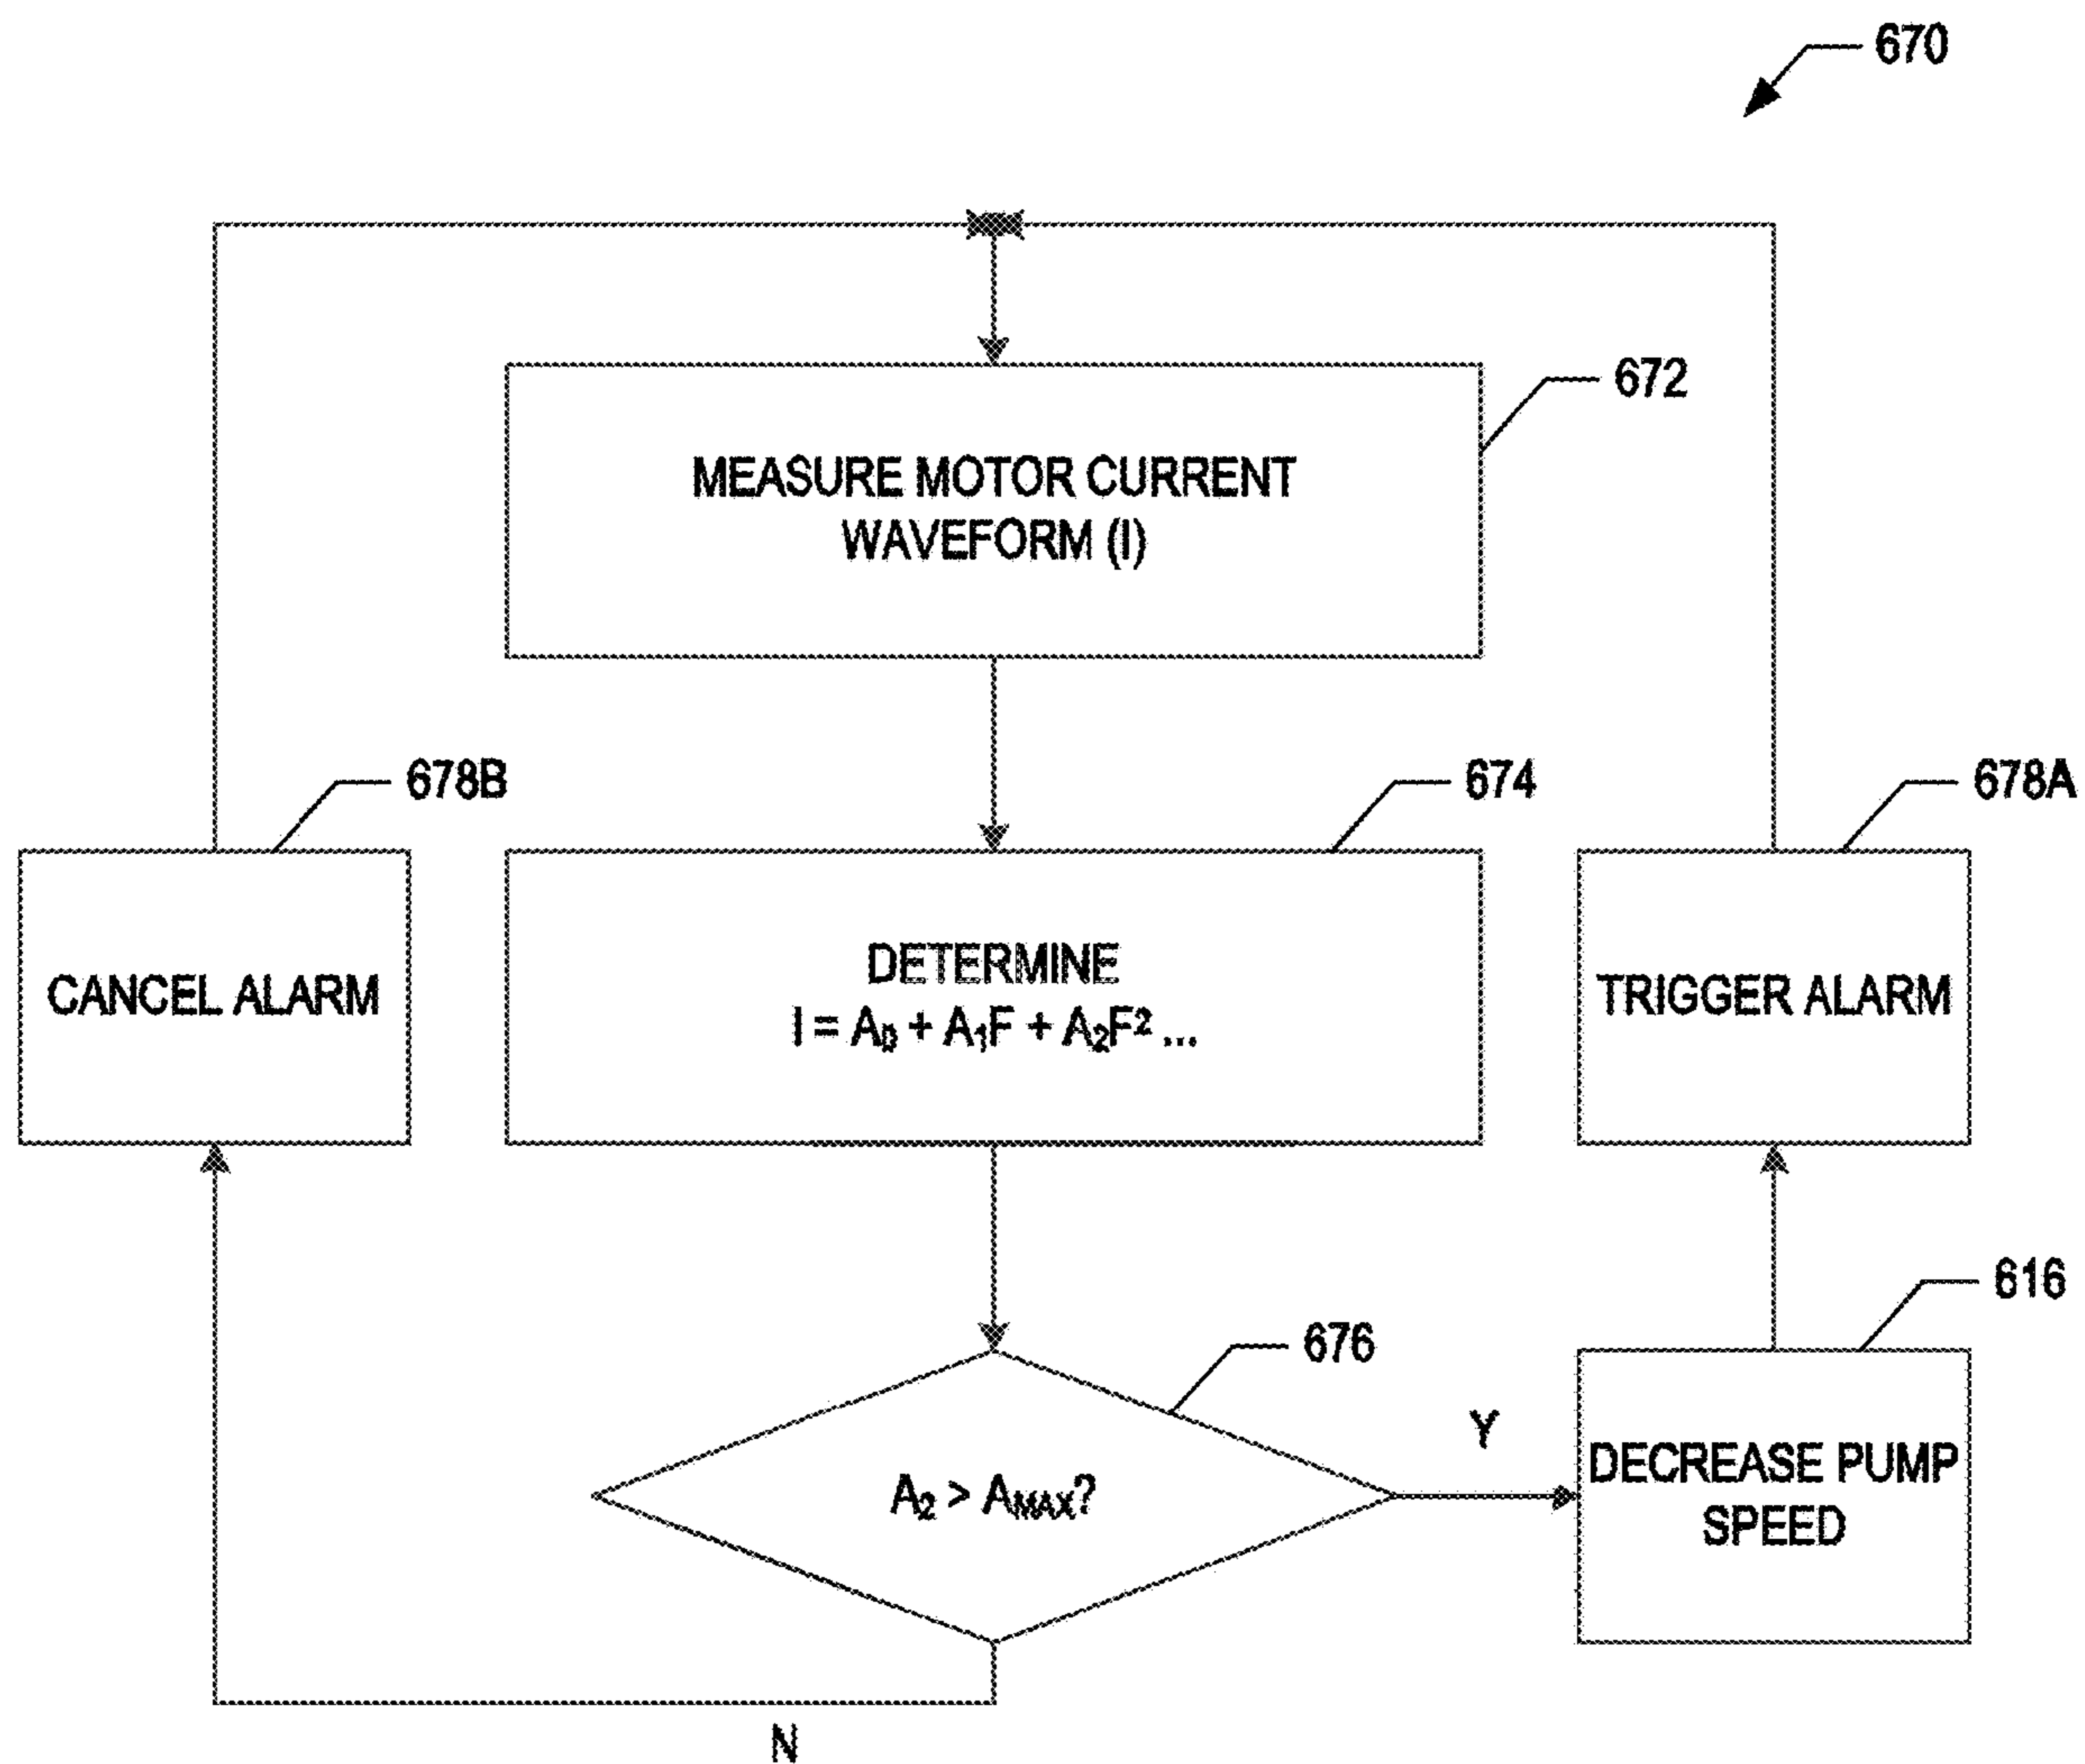 670
672
MEASURE MOTOR CURRENT
WAVEFORM (I)
678B
674
678A
CANCEL ALARM
DETERMINE
I = A₀ + A₁F + A₂F² ...
TRIGGER ALARM
616
676
Y
DECREASE PUMP
SPEED
A₂ > A_MAX?
N